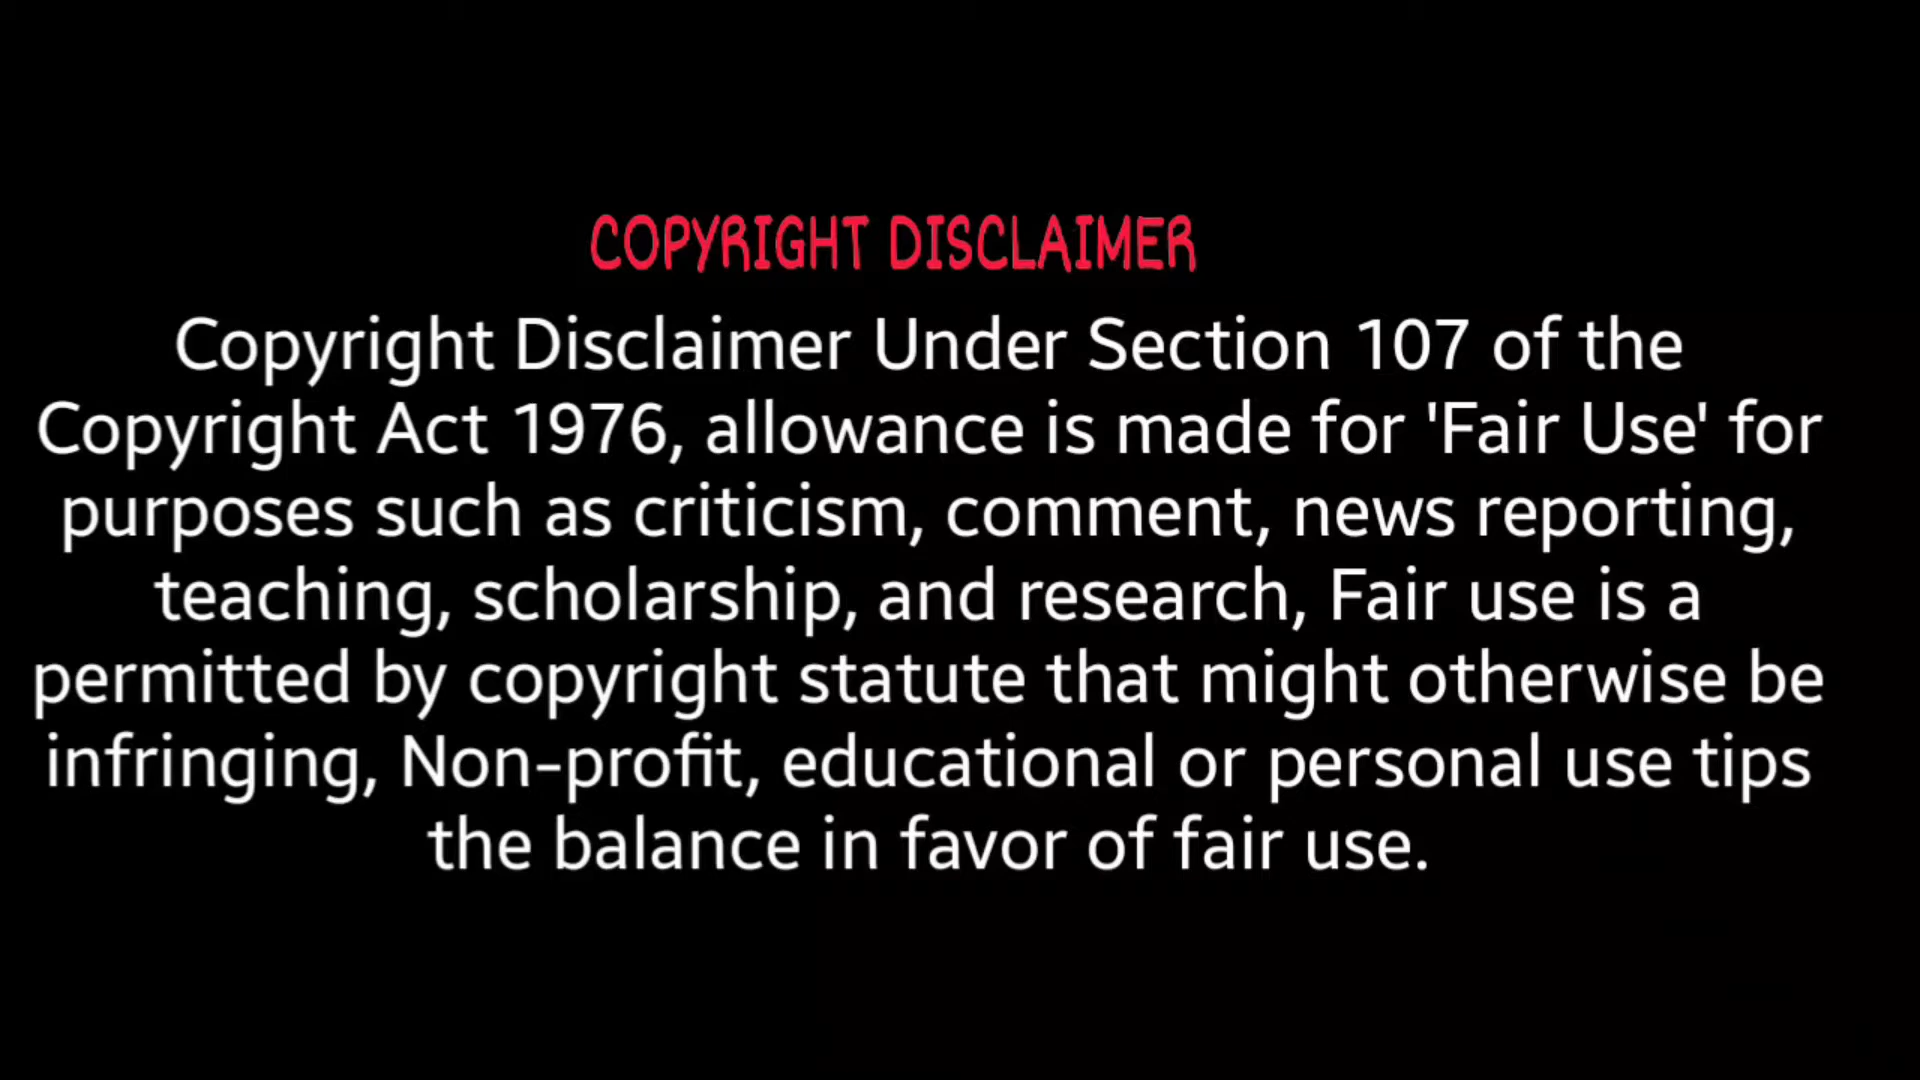 COPYRIGHT DISCLAIMER
Copyright Disclaimer Under Section 107 of the
Copyright Act 1976, allowance is made for 'Fair Use' for
purposes such as criticism, comment, news reporting,
teaching, scholarship, and research, Fair use is a
permitted by copyright statute that might otherwise be
infringing, Non-profit, educational or personal use tips
the balance in favor of fair use.